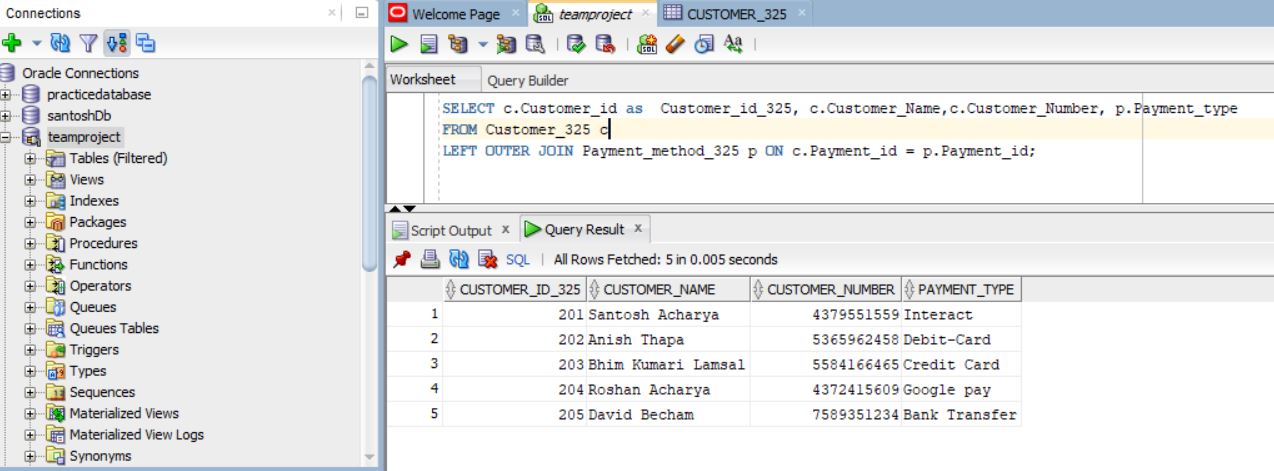 Connections
Oracle Connections
practicedatabase
santoshDb
teamproject
Tables (Filtered)
Views
Indexes
Packages
Procedures
Functions
Operators
Queues
Queues Tables
Triggers
Types
Sequences
Materialized Views
Materialized View Logs
Synonyms
Welcome Page teamproject CUSTOMER_325
Worksheet Query Builder
SELECT c.Customer_id as  Customer_id_325, c.Customer_Name,c.Customer_Number, p.Payment_type
FROM Customer_325 c
LEFT OUTER JOIN Payment_method_325 p ON c.Payment_id = p.Payment_id;
Script Output x Query Result x
SQL | All Rows Fetched: 5 in 0.005 seconds
CUSTOMER_ID_325 CUSTOMER_NAME CUSTOMER_NUMBER PAYMENT_TYPE
1 201 Santosh Acharya 4379551559 Interact
2 202 Anish Thapa 5365962458 Debit-Card
3 203 Bhim Kumari Lamsal 5584166465 Credit Card
4 204 Roshan Acharya 4372415609 Google pay
5 205 David Becham 7589351234 Bank Transfer